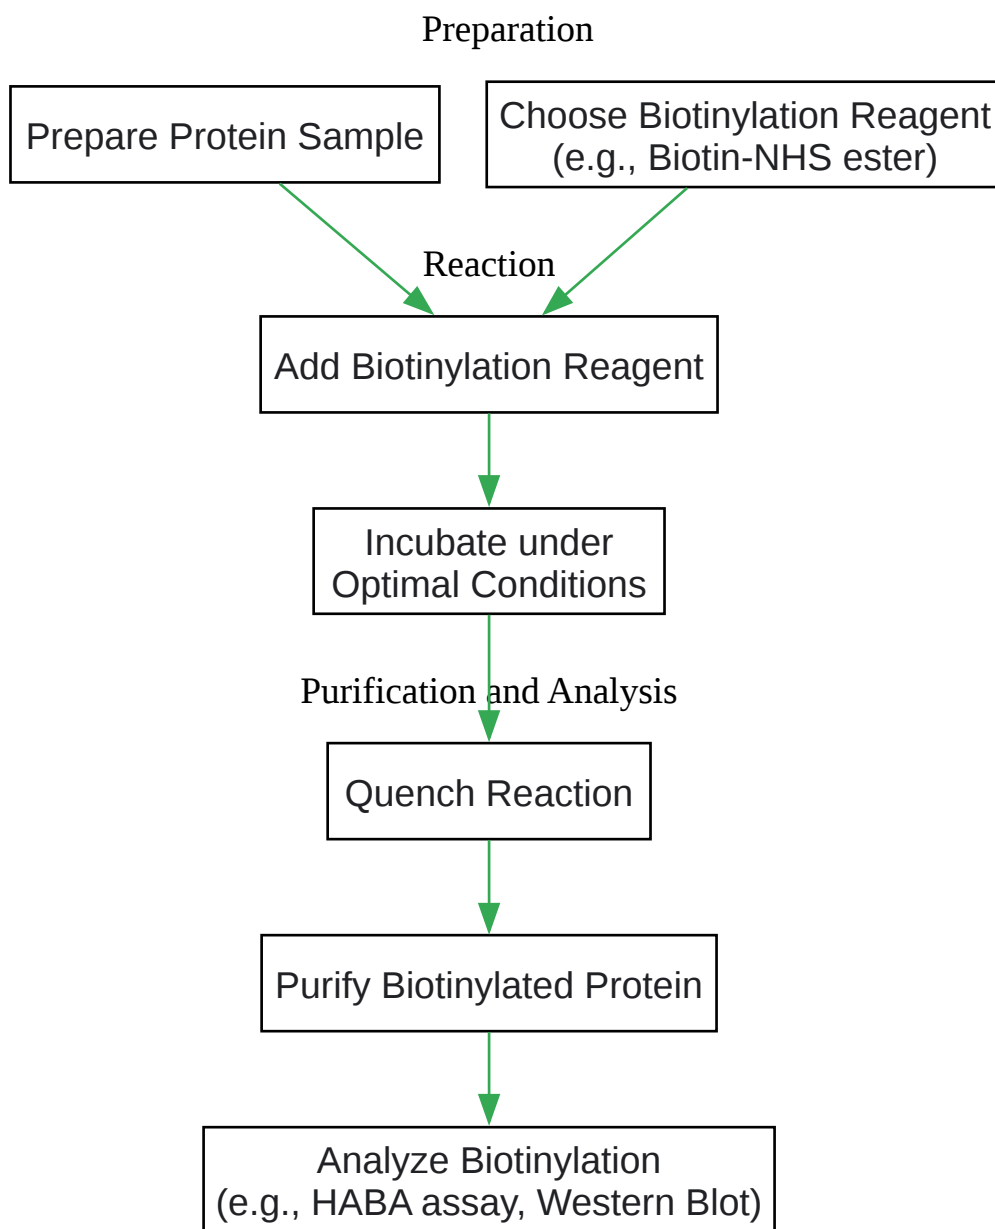 Preparation
Prepare Protein Sample
Choose Biotinylation Reagent
(e.g., Biotin-NHS ester)
Reaction
Add Biotinylation Reagent
Incubate under
Optimal Conditions
Purification and Analysis
Quench Reaction
Purify Biotinylated Protein
Analyze Biotinylation
(e.g., HABA assay, Western Blot)